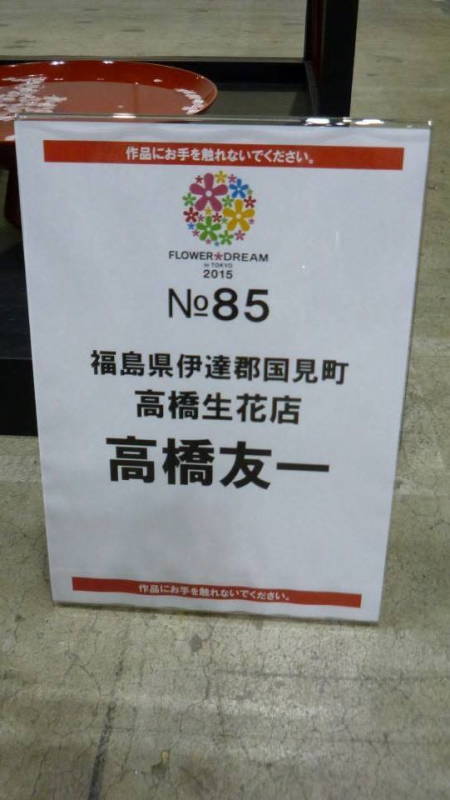 作品にお手を触れないでください。
FLOWER★DREAM
in TOKYO
2015
№85
福島県伊達郡国見町
高橋生花店
高橋友一
作品にお手を触れないでください。